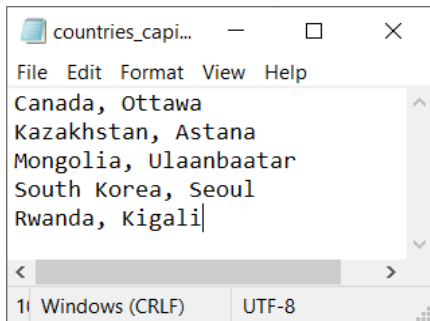 countries_capi...
File Edit Format View Help
Canada, Ottawa
Kazakhstan, Astana
Mongolia, Ulaanbaatar
South Korea, Seoul
Rwanda, Kigali
Windows (CRLF) UTF-8